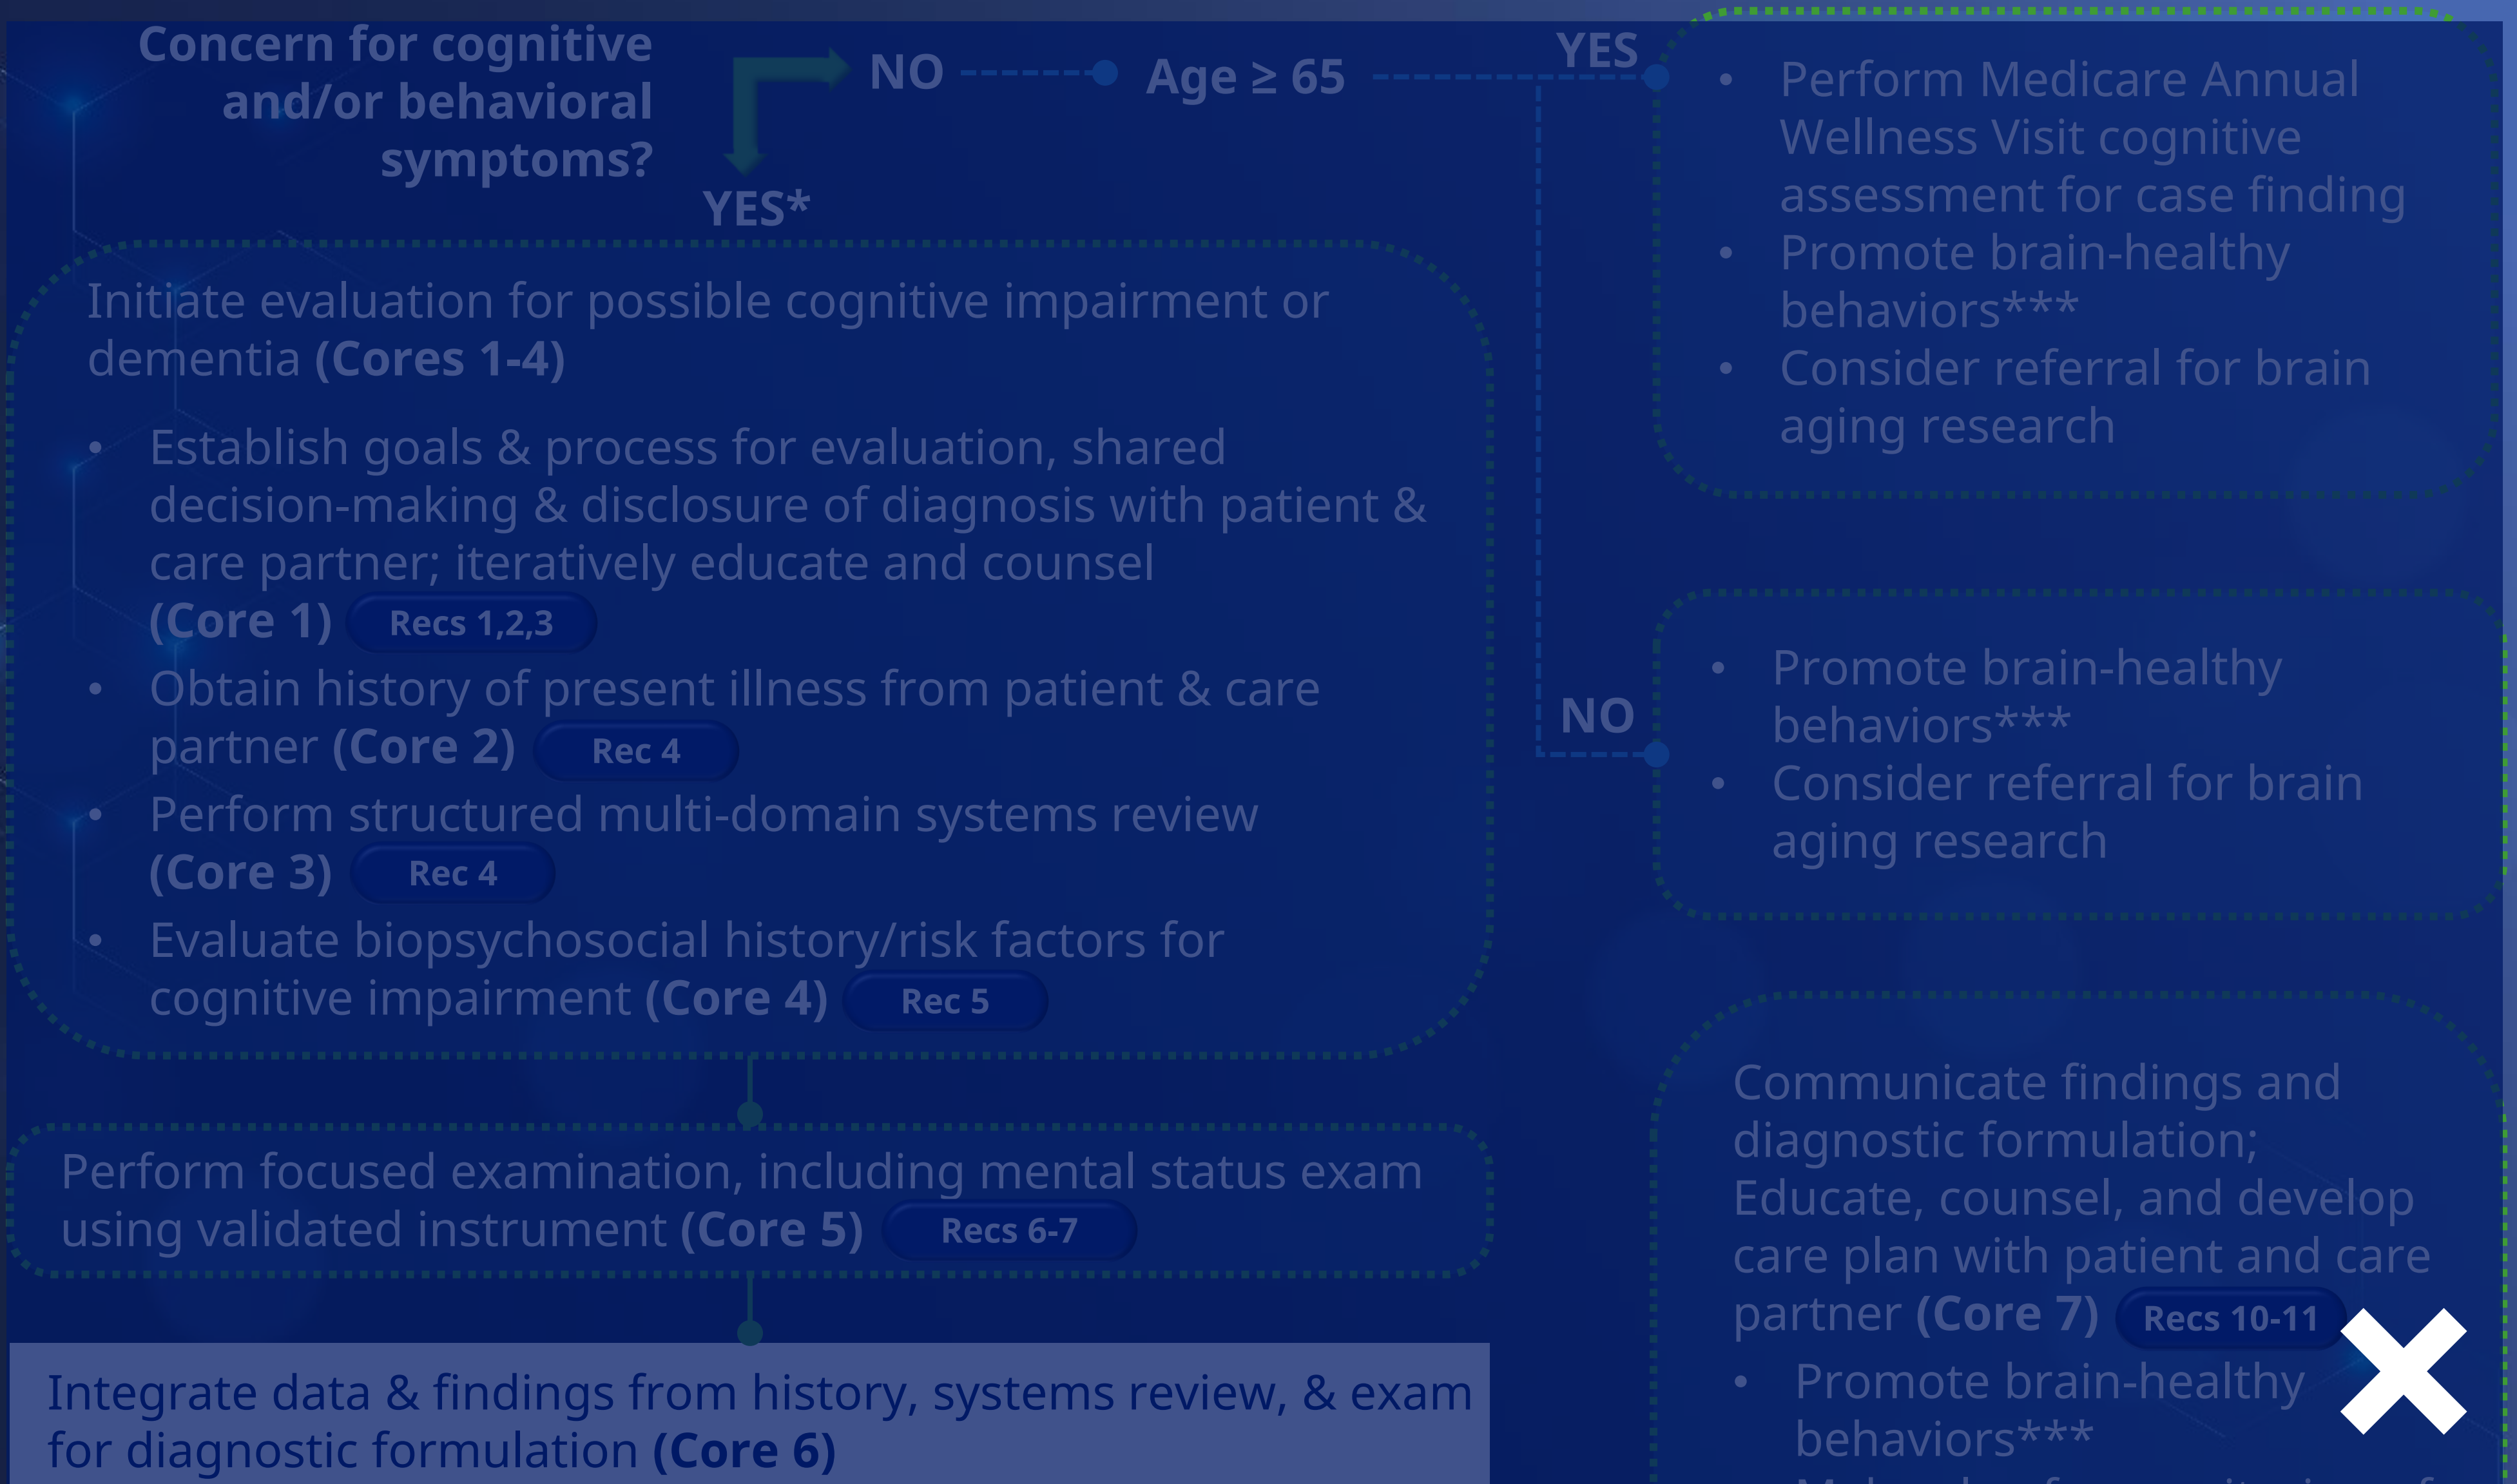 Concern for cognitive
and/or behavioral
symptoms?
NO
Age ≥ 65
YES
YES*
• Perform Medicare Annual
Wellness Visit cognitive
assessment for case finding
• Promote brain-healthy
behaviors***
• Consider referral for brain
aging research
Initiate evaluation for possible cognitive impairment or
dementia (Cores 1-4)
• Establish goals & process for evaluation, shared
decision-making & disclosure of diagnosis with patient &
care partner; iteratively educate and counsel
(Core 1) Recs 1,2,3
• Obtain history of present illness from patient & care
partner (Core 2) Rec 4
• Perform structured multi-domain systems review
(Core 3) Rec 4
• Evaluate biopsychosocial history/risk factors for
cognitive impairment (Core 4) Rec 5
NO
• Promote brain-healthy
behaviors***
• Consider referral for brain
aging research
Perform focused examination, including mental status exam
using validated instrument (Core 5) Recs 6-7
Integrate data & findings from history, systems review, & exam
for diagnostic formulation (Core 6)
Communicate findings and
diagnostic formulation;
Educate, counsel, and develop
care plan with patient and care
partner (Core 7) Recs 10-11
• Promote brain-healthy
behaviors***